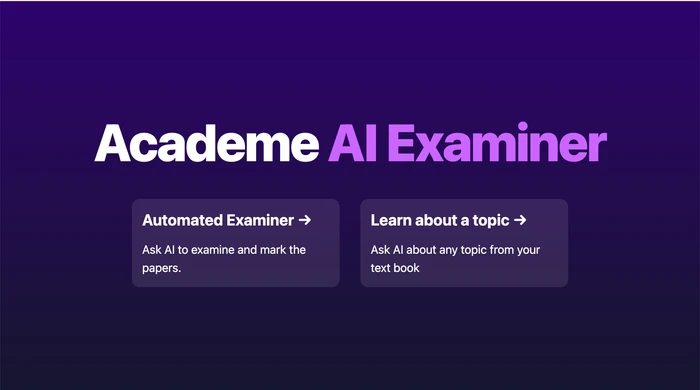 Academe AI Examiner
Automated Examiner →
Ask AI to examine and mark the
papers.
Learn about a topic →
Ask AI about any topic from your
text book